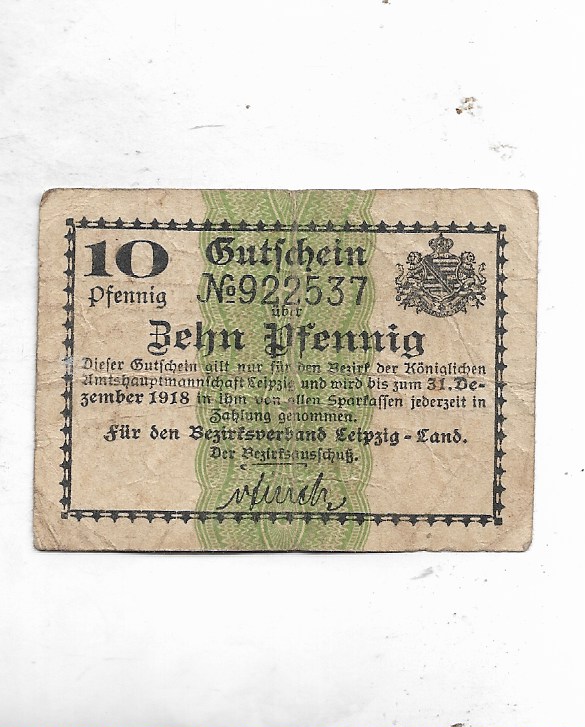 10
Pfennig
Gutschein
No 922537
über
Zehn Pfennig
Dieser Gutschein gilt nur für den Bezirk der Königlichen
Amtshauptmannschaft Leipzig und wird bis zum 31. De-
zember 1918 in ihm von allen Sparkassen jederzeit in
Zahlung genommen.
Für den Bezirksverband Leipzig-Land.
Der Bezirksausschuß.